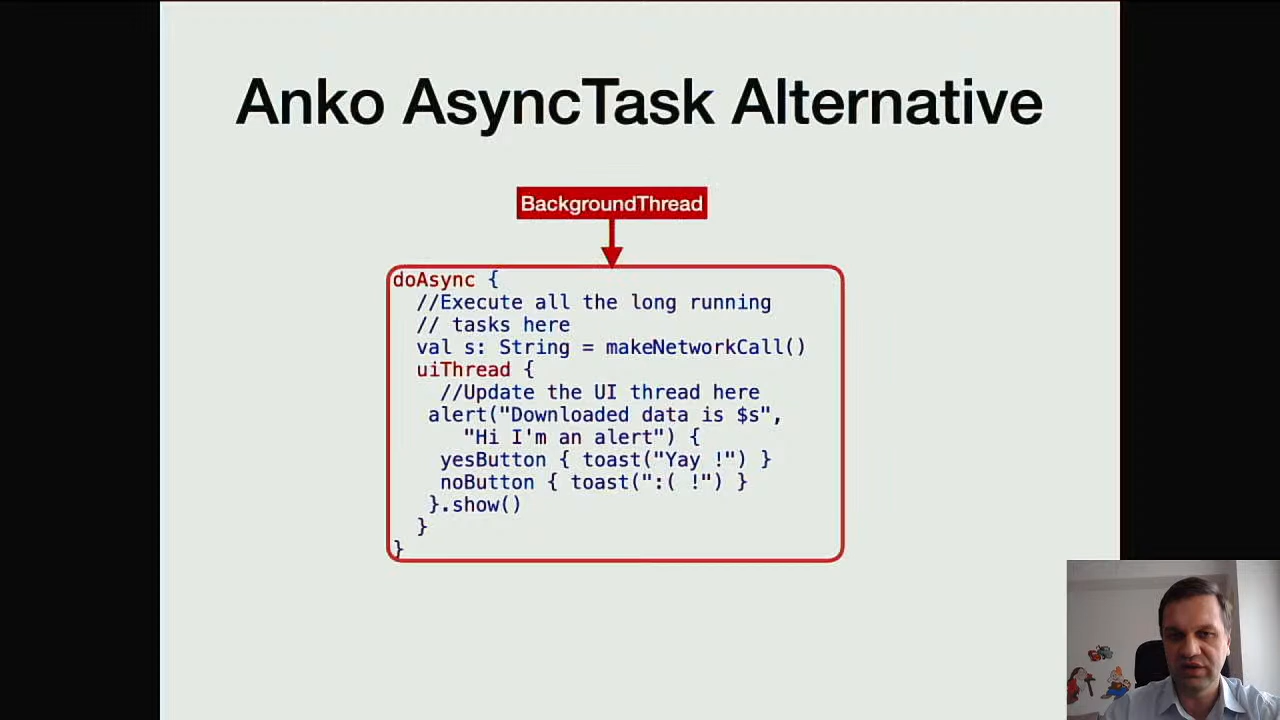 Anko AsyncTask Alternative
BackgroundThread
doAsync {
//Execute all the long running
// tasks here
val s: String = makeNetworkCall()
uiThread {
//Update the UI thread here
alert("Downloaded data is $s",
"Hi I'm an alert") {
yesButton { toast("Yay !") }
noButton { toast(":( !") }
}.show()
}
}